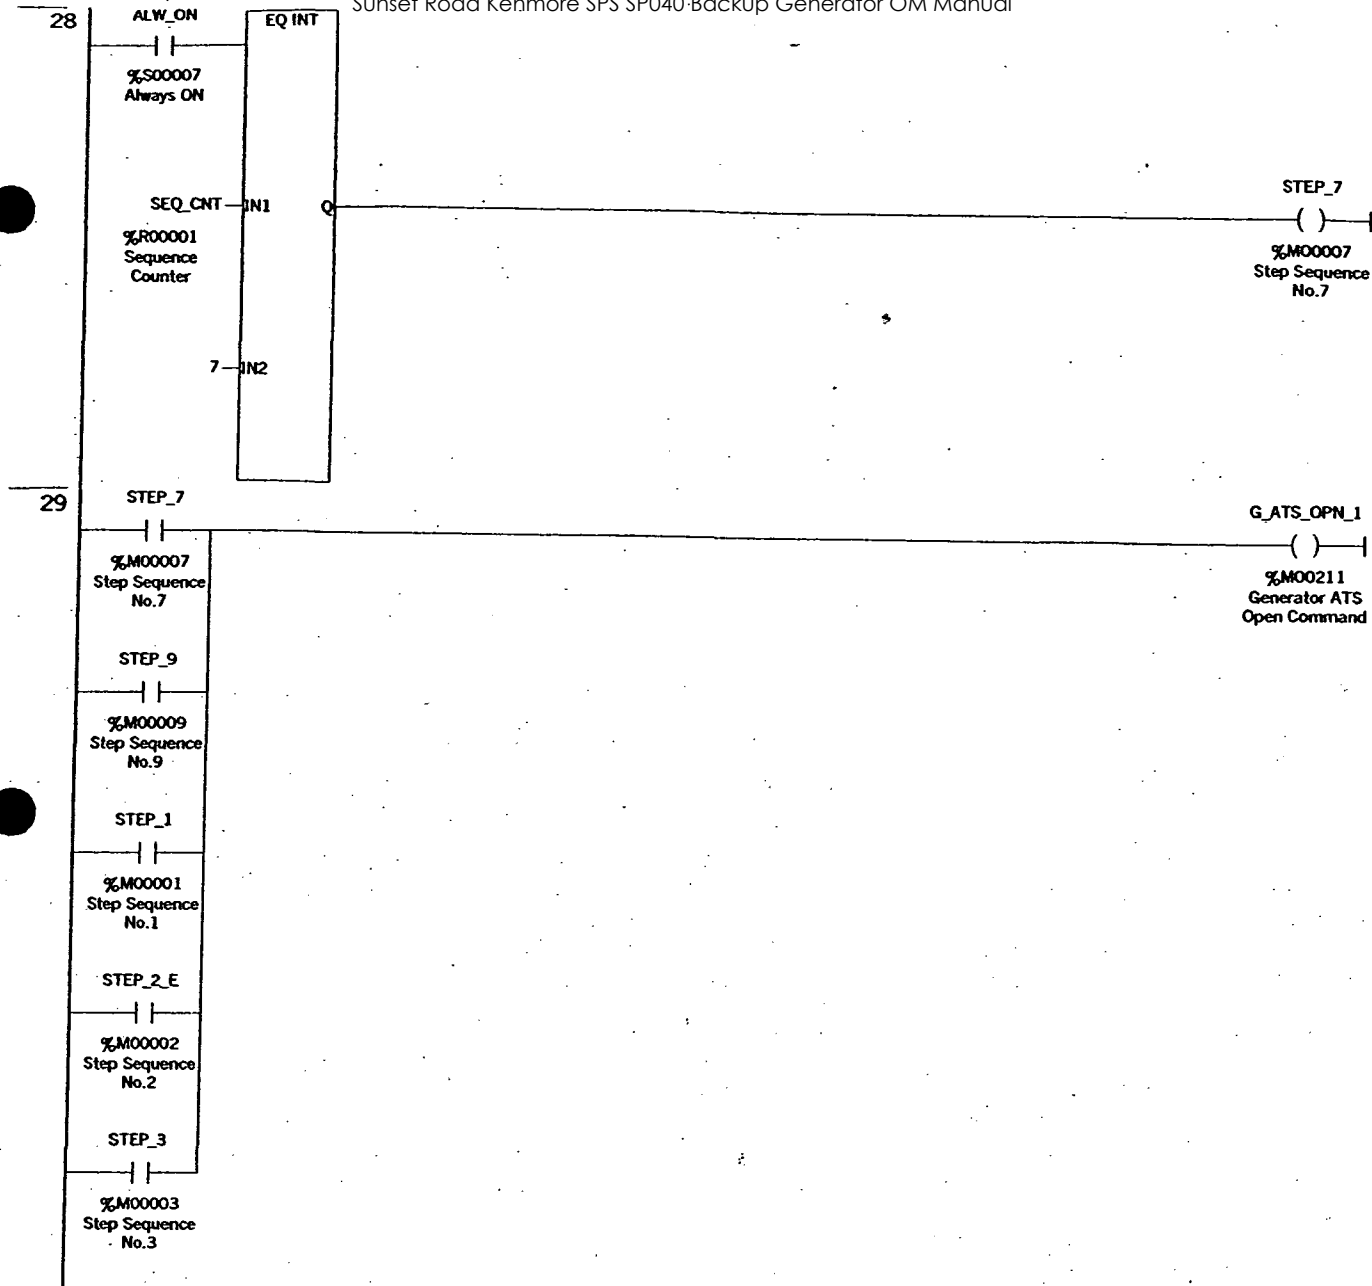 Sunset Road Kenmore SPS SP040 Backup Generator OM Manual
28
ALW_ON
EQ INT
%S00007
Always ON
SEQ_CNT
IN1
Q
%R00001
Sequence
Counter
7
IN2
STEP_7
%M00007
Step Sequence
No.7
29
STEP_7
%M00007
Step Sequence
No.7
G_ATS_OPN_1
%M00211
Generator ATS
Open Command
STEP_9
%M00009
Step Sequence
No.9
STEP_1
%M00001
Step Sequence
No.1
STEP_2_E
%M00002
Step Sequence
No.2
STEP_3
%M00003
Step Sequence
No.3